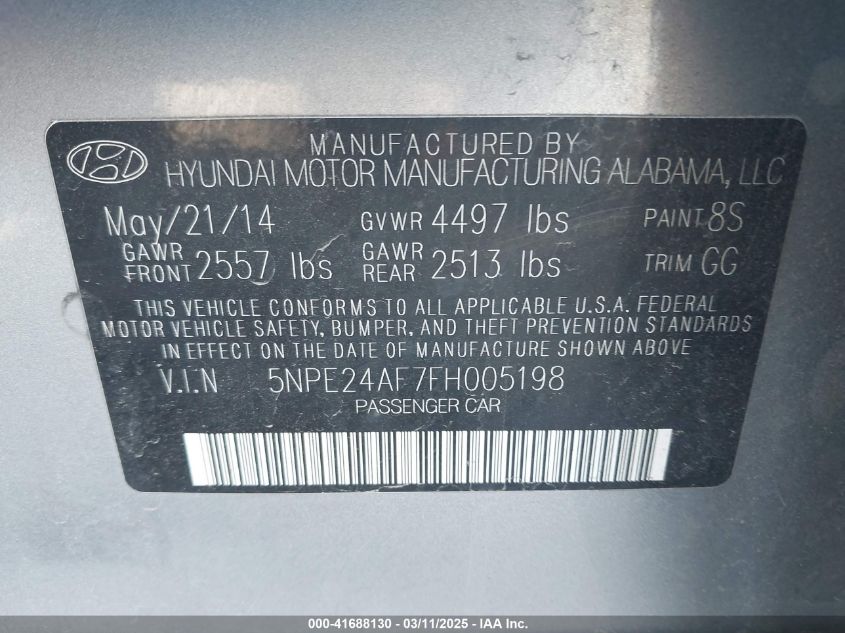 MANUFACTURED BY
HYUNDAI MOTOR MANUFACTURING ALABAMA, LLC
May/21/14 GVWR 4497 lbs PAINT 8S
GAWR FRONT 2557 lbs GAWR REAR 2513 lbs TRIM GG
THIS VEHICLE CONFORMS TO ALL APPLICABLE U.S.A. FEDERAL
MOTOR VEHICLE SAFETY, BUMPER, AND THEFT PREVENTION STANDARDS
IN EFFECT ON THE DATE OF MANUFACTURE SHOWN ABOVE
V.I.N 5NPE24AF7FH005198
PASSENGER CAR
000-41688130 - 03/11/2025 - IAA Inc.